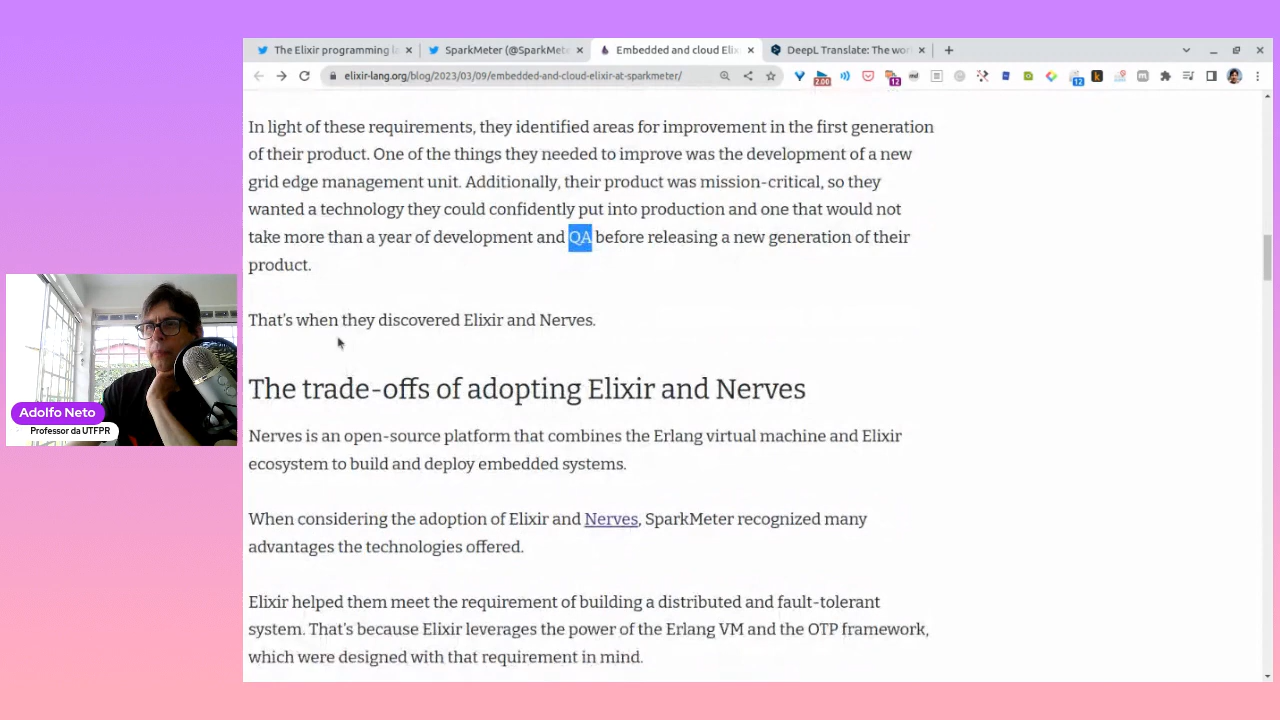 The Elixir programming la
SparkMeter (@SparkMete
Embedded and cloud Elix
DeepL Translate: The wor
elixir-lang.org/blog/2023/03/09/embedded-and-cloud-elixir-at-sparkmeter/
2.00
12
12
In light of these requirements, they identified areas for improvement in the first generation
of their product. One of the things they needed to improve was the development of a new
grid edge management unit. Additionally, their product was mission-critical, so they
wanted a technology they could confidently put into production and one that would not
take more than a year of development and QA before releasing a new generation of their
product.
That's when they discovered Elixir and Nerves.
The trade-offs of adopting Elixir and Nerves
Nerves is an open-source platform that combines the Erlang virtual machine and Elixir
ecosystem to build and deploy embedded systems.
When considering the adoption of Elixir and Nerves, SparkMeter recognized many
advantages the technologies offered.
Elixir helped them meet the requirement of building a distributed and fault-tolerant
system. That's because Elixir leverages the power of the Erlang VM and the OTP framework,
which were designed with that requirement in mind.
Adolfo Neto
Professor da UTFPR